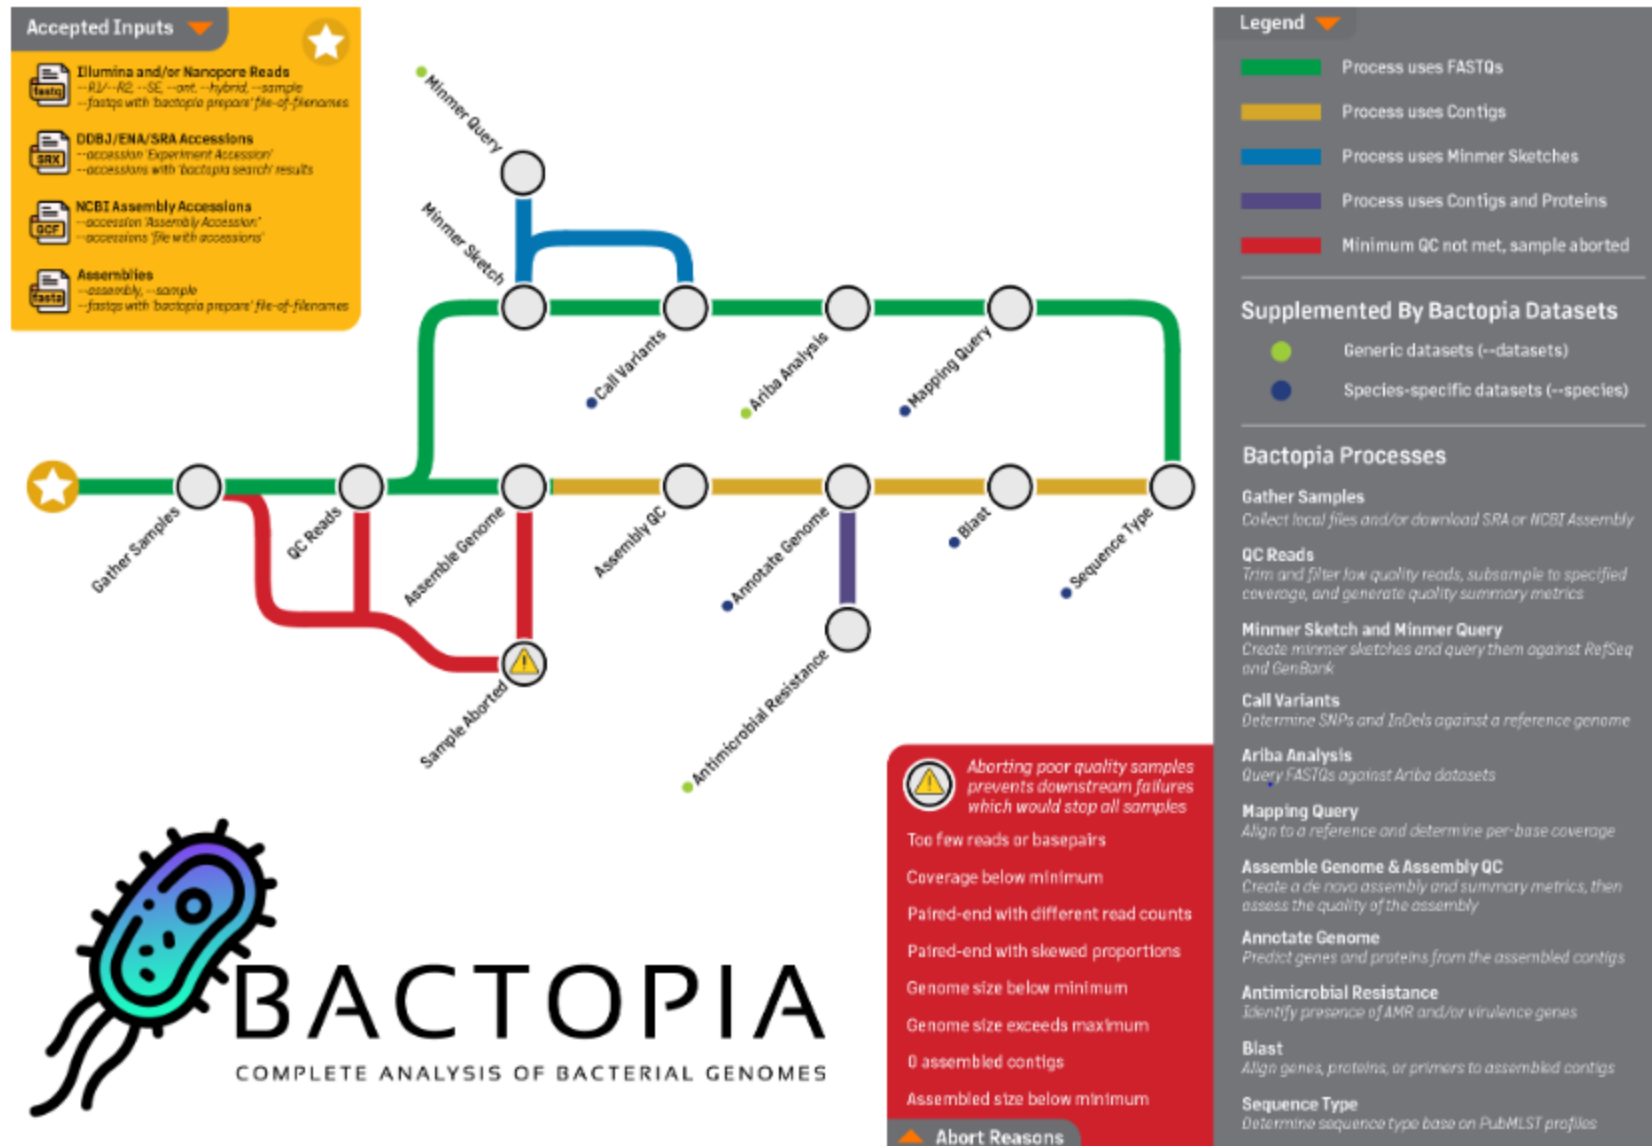 Accepted Inputs
fastq
Illumina and/or Nanopore Reads
--R1/--R2, --SE, --ont, --hybrid, --sample
--fastqs with 'bactopia prepare' file-of-filenames
SRX
DDBJ/ENA/SRA Accessions
--accession 'Experiment Accession'
--accessions with 'bactopia search' results
GCF
NCBI Assembly Accessions
--accession 'Assembly Accession'
--accessions 'file with accessions'
fasta
Assemblies
--assembly, --sample
--fastqs with 'bactopia prepare' file-of-filenames
Minmer Query
Minmer Sketch
Call Variants
Ariba Analysis
Mapping Query
Gather Samples
QC Reads
Assemble Genome
Assembly QC
Annotate Genome
Blast
Sequence Type
Sample Aborted
Antimicrobial Resistance
BACTOPIA
COMPLETE ANALYSIS OF BACTERIAL GENOMES
Aborting poor quality samples
prevents downstream failures
which would stop all samples
Too few reads or basepairs
Coverage below minimum
Paired-end with different read counts
Paired-end with skewed proportions
Genome size below minimum
Genome size exceeds maximum
0 assembled contigs
Assembled size below minimum
Abort Reasons
Legend
Process uses FASTQs
Process uses Contigs
Process uses Minmer Sketches
Process uses Contigs and Proteins
Minimum QC not met, sample aborted
Supplemented By Bactopia Datasets
Generic datasets (--datasets)
Species-specific datasets (--species)
Bactopia Processes
Gather Samples
Collect local files and/or download SRA or NCBI Assembly
QC Reads
Trim and filter low quality reads, subsample to specified
coverage, and generate quality summary metrics
Minmer Sketch and Minmer Query
Create minmer sketches and query them against RefSeq
and GenBank
Call Variants
Determine SNPs and InDels against a reference genome
Ariba Analysis
Query FASTQs against Ariba datasets
Mapping Query
Align to a reference and determine per-base coverage
Assemble Genome & Assembly QC
Create a de novo assembly and summary metrics, then
assess the quality of the assembly
Annotate Genome
Predict genes and proteins from the assembled contigs
Antimicrobial Resistance
Identify presence of AMR and/or virulence genes
Blast
Align genes, proteins, or primers to assembled contigs
Sequence Type
Determine sequence type base on PubMLST profiles